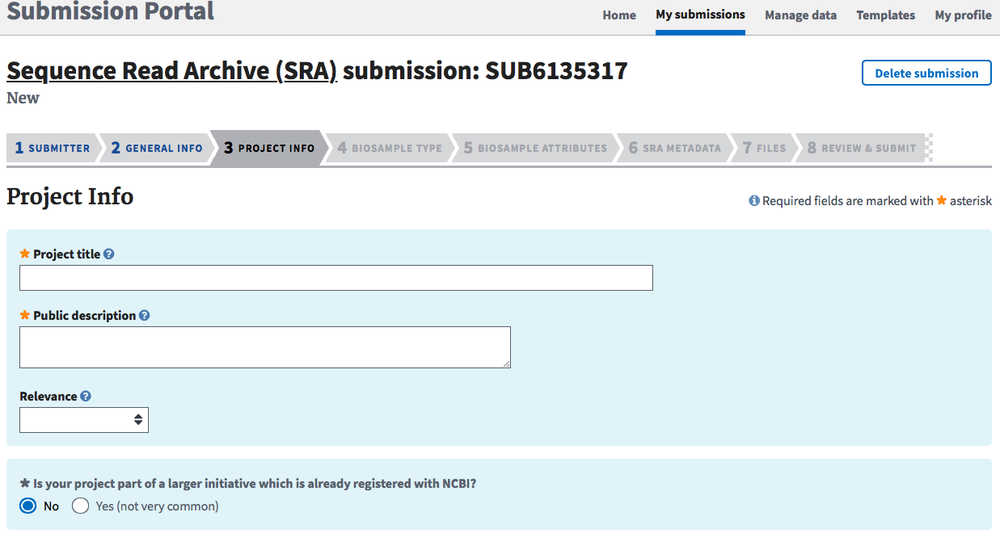 Submission Portal
Home My submissions Manage data Templates My profile
Sequence Read Archive (SRA) submission: SUB6135317
Delete submission
New
1 SUBMITTER 2 GENERAL INFO 3 PROJECT INFO 4 BIOSAMPLE TYPE 5 BIOSAMPLE ATTRIBUTES 6 SRA METADATA 7 FILES 8 REVIEW & SUBMIT
Project Info
Required fields are marked with * asterisk
* Project title ?
* Public description ?
Relevance ?
* Is your project part of a larger initiative which is already registered with NCBI?
No Yes (not very common)